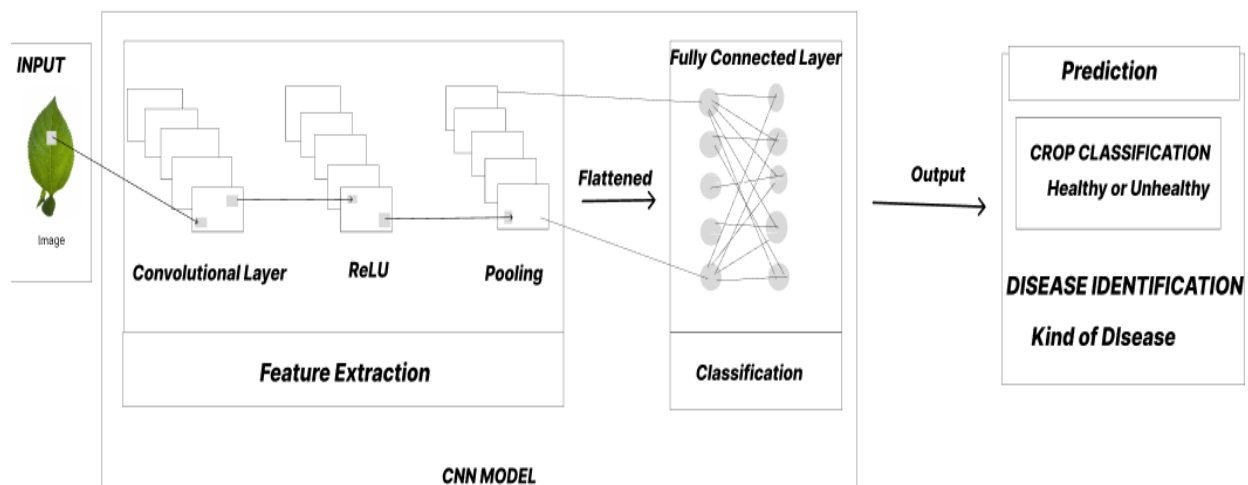 INPUT
Image
Convolutional Layer
ReLU
Pooling
Feature Extraction
Flattened
Fully Connected Layer
Classification
CNN MODEL
Output
Prediction
CROP CLASSIFICATION
Healthy or Unhealthy
DISEASE IDENTIFICATION
Kind of DIsease